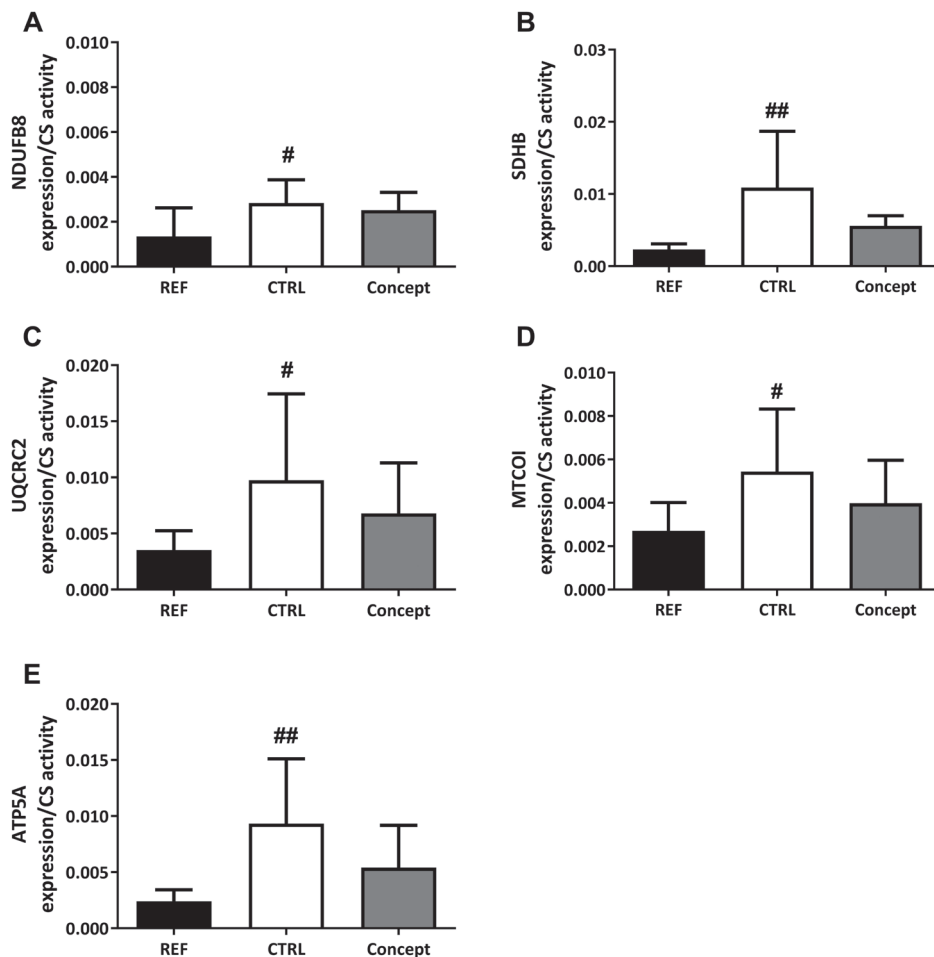 A
NDUFB8
expression/CS activity
0.010
0.008
0.006
0.004
0.002
0.000
#
REF
CTRL
Concept
B
SDHB
expression/CS activity
0.03
0.02
0.01
0.00
##
REF
CTRL
Concept
C
UQCRC2
expression/CS activity
0.020
0.015
0.010
0.005
0.000
#
REF
CTRL
Concept
D
MTCOI
expression/CS activity
0.010
0.008
0.006
0.004
0.002
0.000
#
REF
CTRL
Concept
E
ATP5A
expression/CS activity
0.020
0.015
0.010
0.005
0.000
##
REF
CTRL
Concept